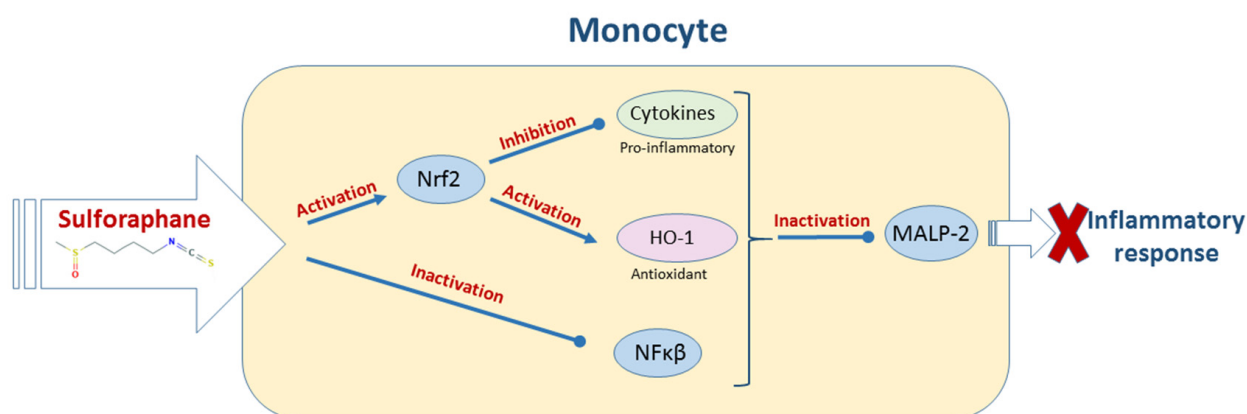 Monocyte
Sulforaphane
S
O
N
C
S
Activation
Nrf2
Inhibition
Cytokines
Pro-inflammatory
Activation
HO-1
Antioxidant
Inactivation
NFκβ
Inactivation
MALP-2
Inflammatory
response